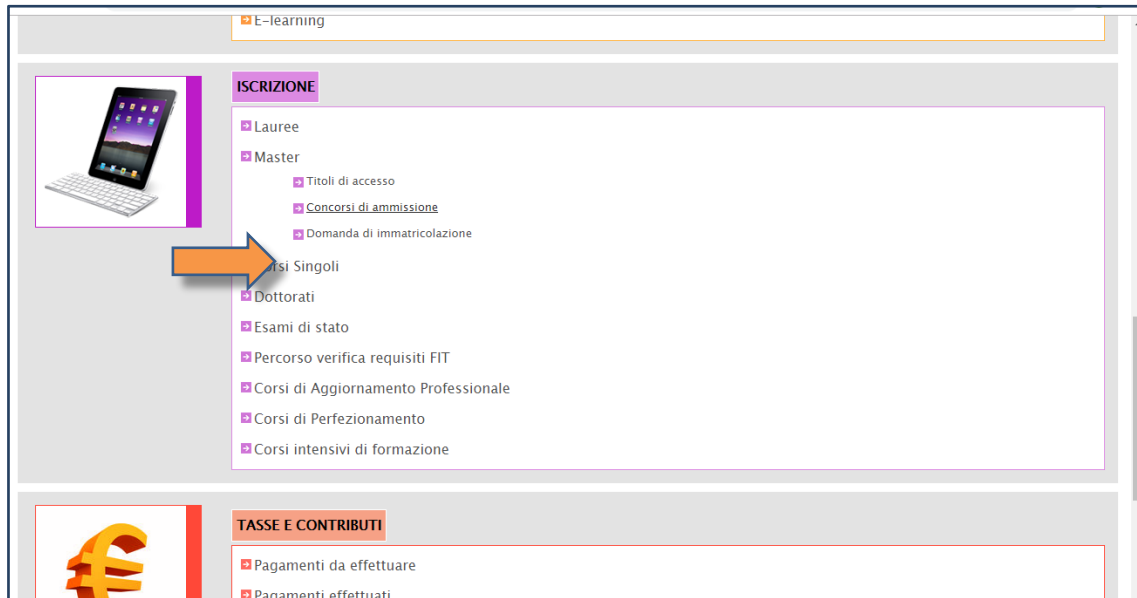 E-learning
ISCRIZIONE
Lauree
Master
Titoli di accesso
Concorsi di ammissione
Domanda di immatricolazione
Singoli
Dottorati
Esami di stato
Percorso verifica requisiti FIT
Corsi di Aggiornamento Professionale
Corsi di Perfezionamento
Corsi intensivi di formazione
TASSE E CONTRIBUTI
Pagamenti da effettuare
Pagamenti effettuati